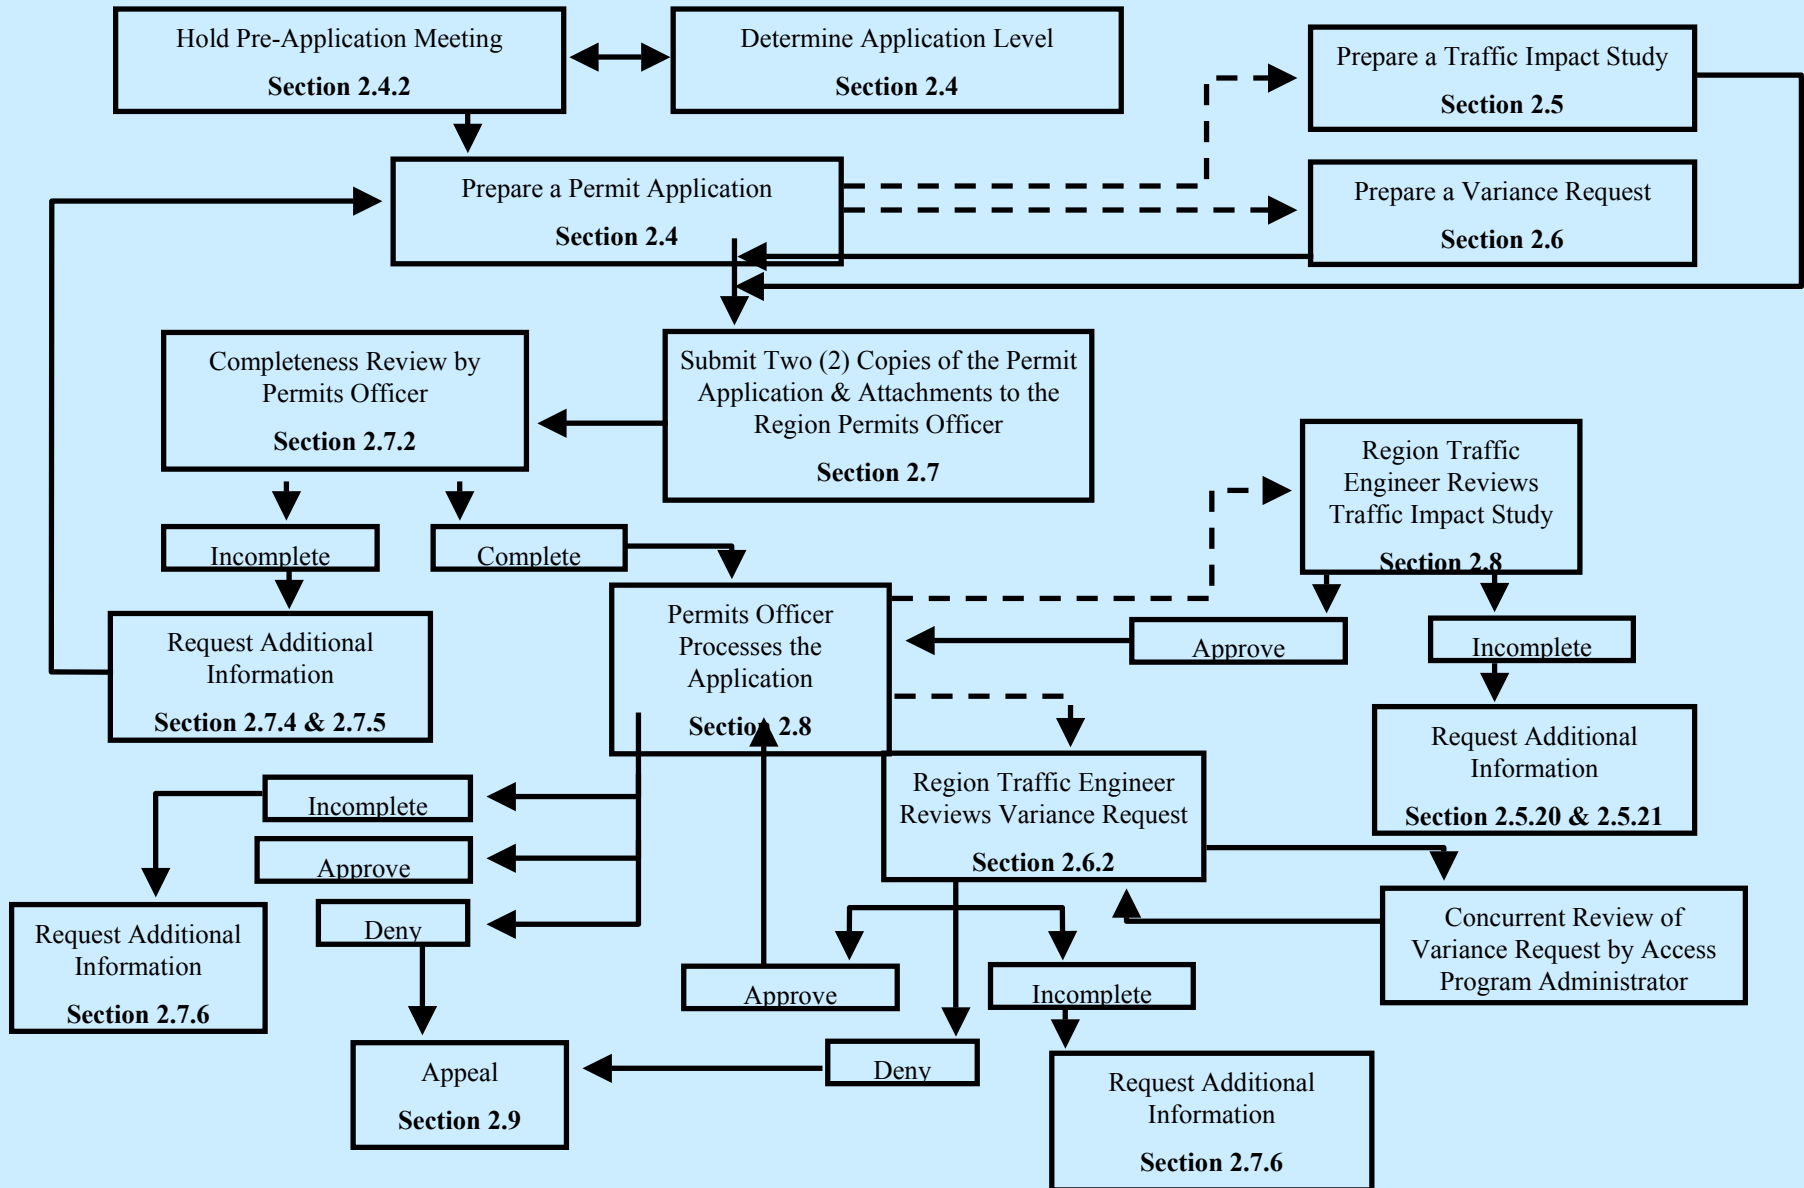 Hold Pre-Application Meeting
Section 2.4.2
Determine Application Level
Section 2.4
Prepare a Traffic Impact Study
Section 2.5
Prepare a Permit Application
Section 2.4
Prepare a Variance Request
Section 2.6
Completeness Review by
Permits Officer
Section 2.7.2
Submit Two (2) Copies of the Permit
Application & Attachments to the
Region Permits Officer
Section 2.7
Region Traffic
Engineer Reviews
Traffic Impact Study
Section 2.8
Incomplete
Complete
Request Additional
Information
Section 2.7.4 & 2.7.5
Permits Officer
Processes the
Application
Section 2.8
Approve
Incomplete
Request Additional
Information
Section 2.5.20 & 2.5.21
Incomplete
Approve
Deny
Region Traffic Engineer
Reviews Variance Request
Section 2.6.2
Request Additional
Information
Section 2.7.6
Concurrent Review of
Variance Request by Access
Program Administrator
Approve
Incomplete
Deny
Appeal
Section 2.9
Request Additional
Information
Section 2.7.6